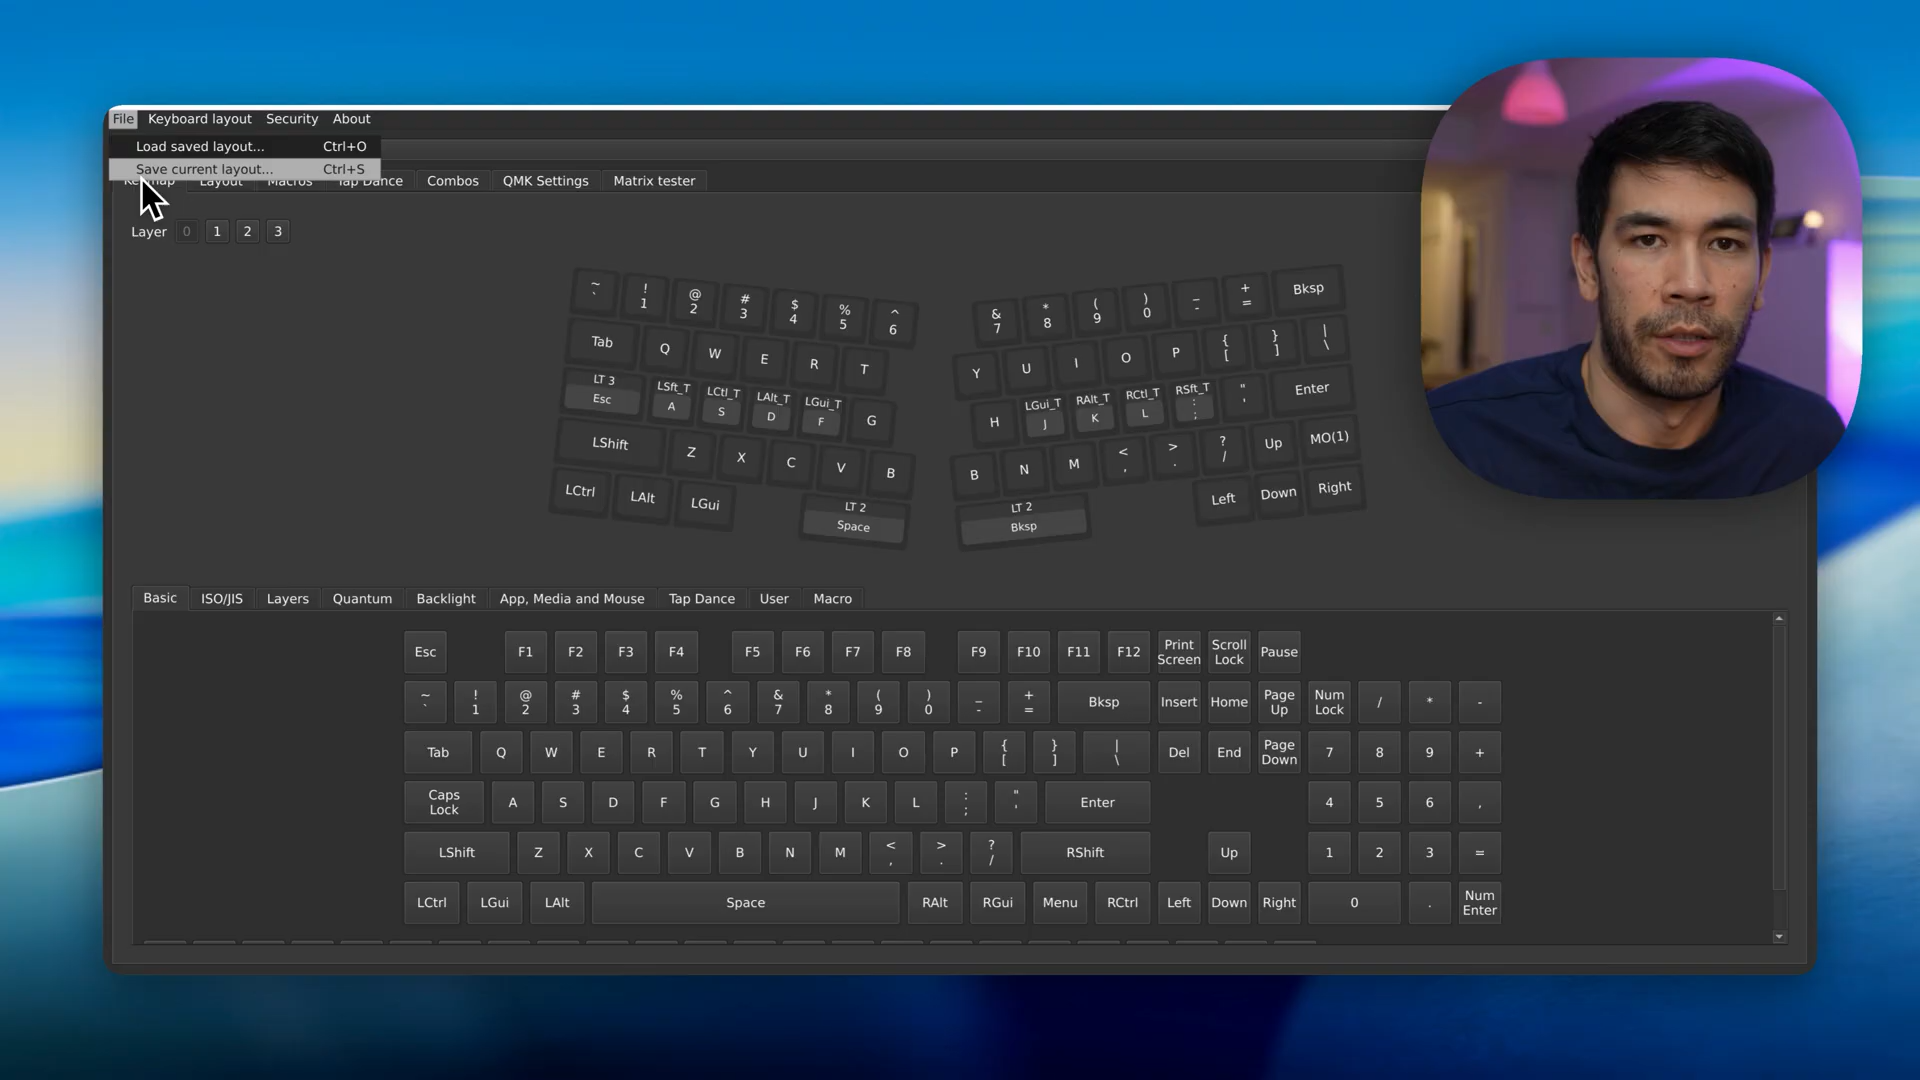 File Keyboard layout Security About
Load saved layout... Ctrl+O
Save current layout... Ctrl+S
Keymap Layout Macros Tap Dance Combos QMK Settings Matrix tester
Layer 0 1 2 3
~ ` ! 1 @ 2 # 3 $ 4 % 5 ^ 6 & 7 * 8 ( 9 ) 0 _ - + = Bksp
Tab Q W E R T Y U I O P { [ } ] | \
LT 3 Esc LSft_T A LCtl_T S LAlt_T D LGui_T F G H LGui_T J RAlt_T K RCtl_T L RSft_T : ; " ' Enter
LShift Z X C V B B N M < , > . ? / Up MO(1)
LCtrl LAlt LGui LT 2 Space LT 2 Bksp Left Down Right
Basic ISO/JIS Layers Quantum Backlight App, Media and Mouse Tap Dance User Macro
Esc F1 F2 F3 F4 F5 F6 F7 F8 F9 F10 F11 F12 Print Screen Scroll Lock Pause
~ ` ! 1 @ 2 # 3 $ 4 % 5 ^ 6 & 7 * 8 ( 9 ) 0 _ - + = Bksp Insert Home Page Up Num Lock / * -
Tab Q W E R T Y U I O P { [ } ] | \ Del End Page Down 7 8 9 +
Caps Lock A S D F G H J K L : ; " ' Enter 4 5 6 ,
LShift Z X C V B N M < , > . ? / RShift Up 1 2 3 =
LCtrl LGui LAlt Space RAlt RGui Menu RCtrl Left Down Right 0 . Num Enter